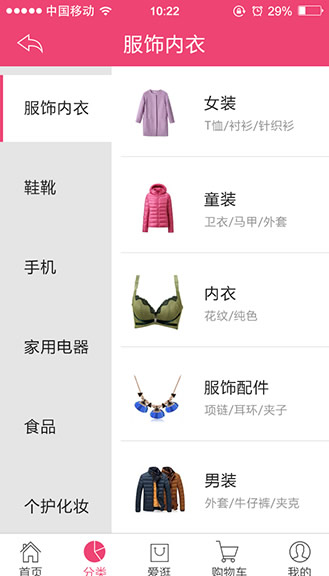 中国移动 10:22 29%
服饰内衣
服饰内衣
鞋靴
手机
家用电器
食品
个护化妆
女装
T恤/衬衫/针织衫
童装
卫衣/马甲/外套
内衣
花纹/纯色
服饰配件
项链/耳环/夹子
男装
外套/牛仔裤/夹克
首页 分类 爱逛 购物车 我的